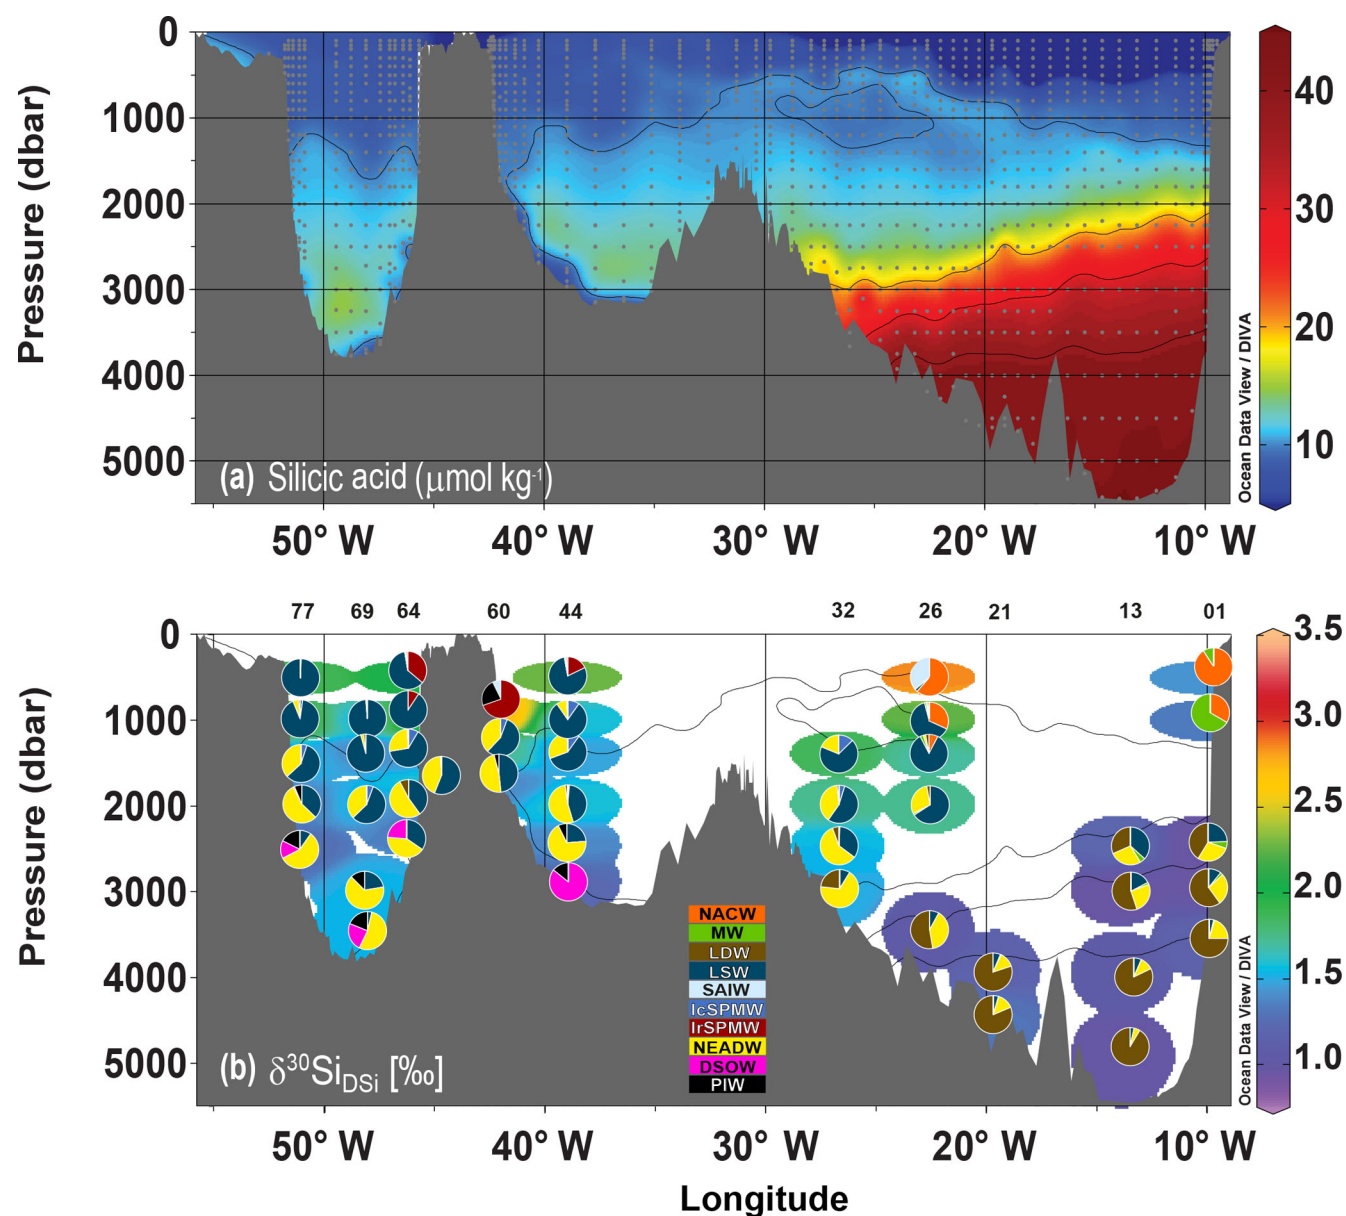 0
1000
2000
3000
4000
5000
Pressure (dbar)
(a) Silicic acid (μmol kg-1)
50° W 40° W 30° W 20° W 10° W
Ocean Data View / DIVA
40
30
20
10
77 69 64 60 44 32 26 21 13 01
0
1000
2000
3000
4000
5000
Pressure (dbar)
NACW
MW
LDW
LSW
SAIW
IcSPMW
IrSPMW
NEADW
DSOW
PIW
(b) δ30SiDSi [‰]
Ocean Data View / DIVA
3.5
3.0
2.5
2.0
1.5
1.0
50° W 40° W 30° W 20° W 10° W
Longitude